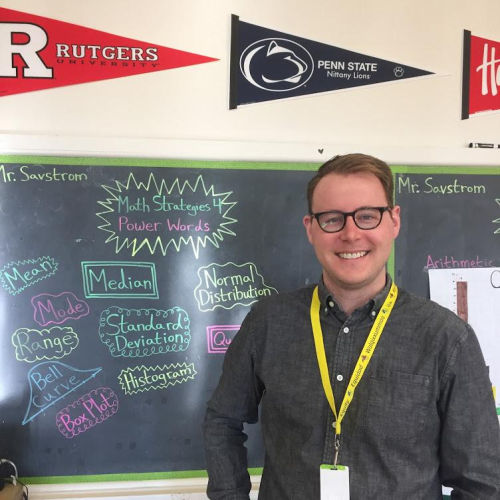 R RUTGERS
UNIVERSITY
PENN STATE
Nittany Lions
Mr. Savstrom
Math Strategies 4
Power Words
Mean
Median
Normal
Distribution
Mode
Standard
Deviation
Range
Bell
Curve
Histogram
Box Plot
Mr. Savstrom
Arithmetic